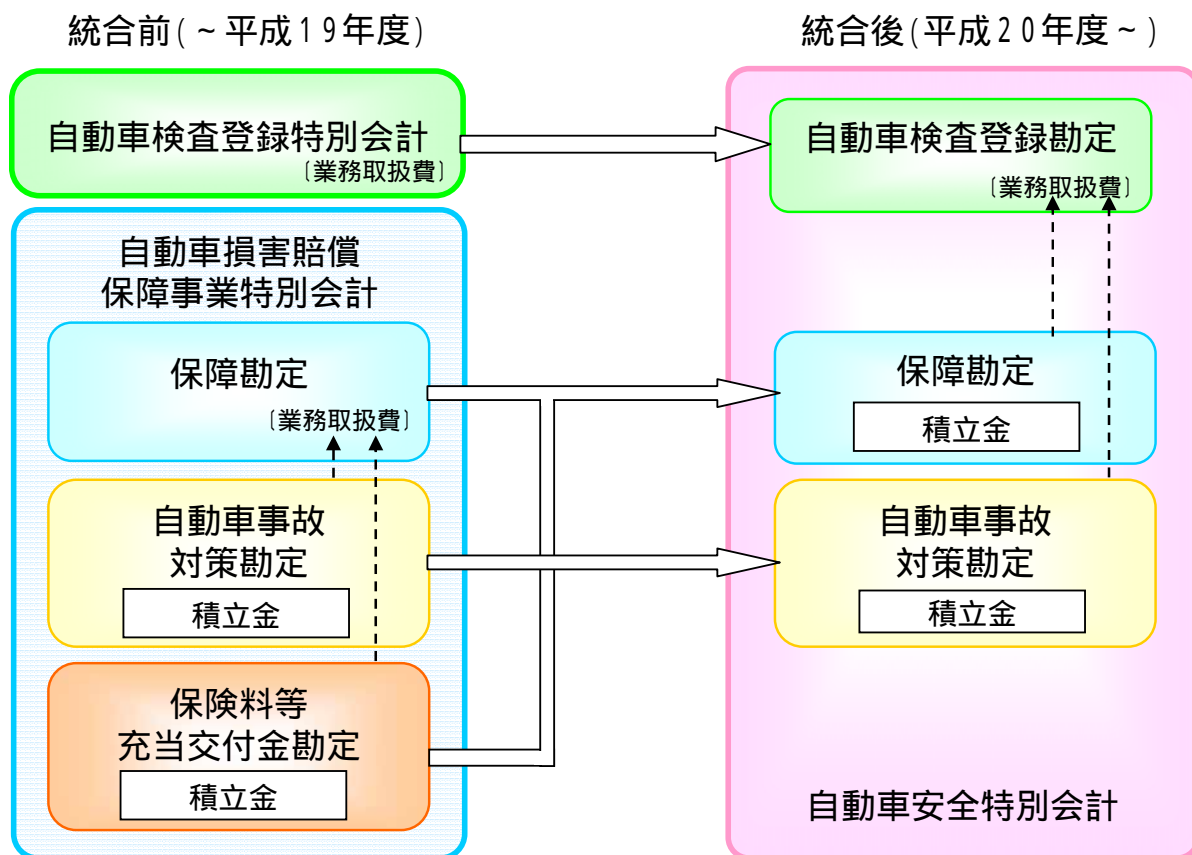 統合前(~平成19年度)
自動車検査登録特別会計
〔業務取扱費〕
自動車損害賠償
保障事業特別会計
保障勘定
〔業務取扱費〕
自動車事故
対策勘定
積立金
保険料等
充当交付金勘定
積立金
統合後(平成20年度~)
自動車検査登録勘定
〔業務取扱費〕
保障勘定
積立金
自動車事故
対策勘定
積立金
自動車安全特別会計